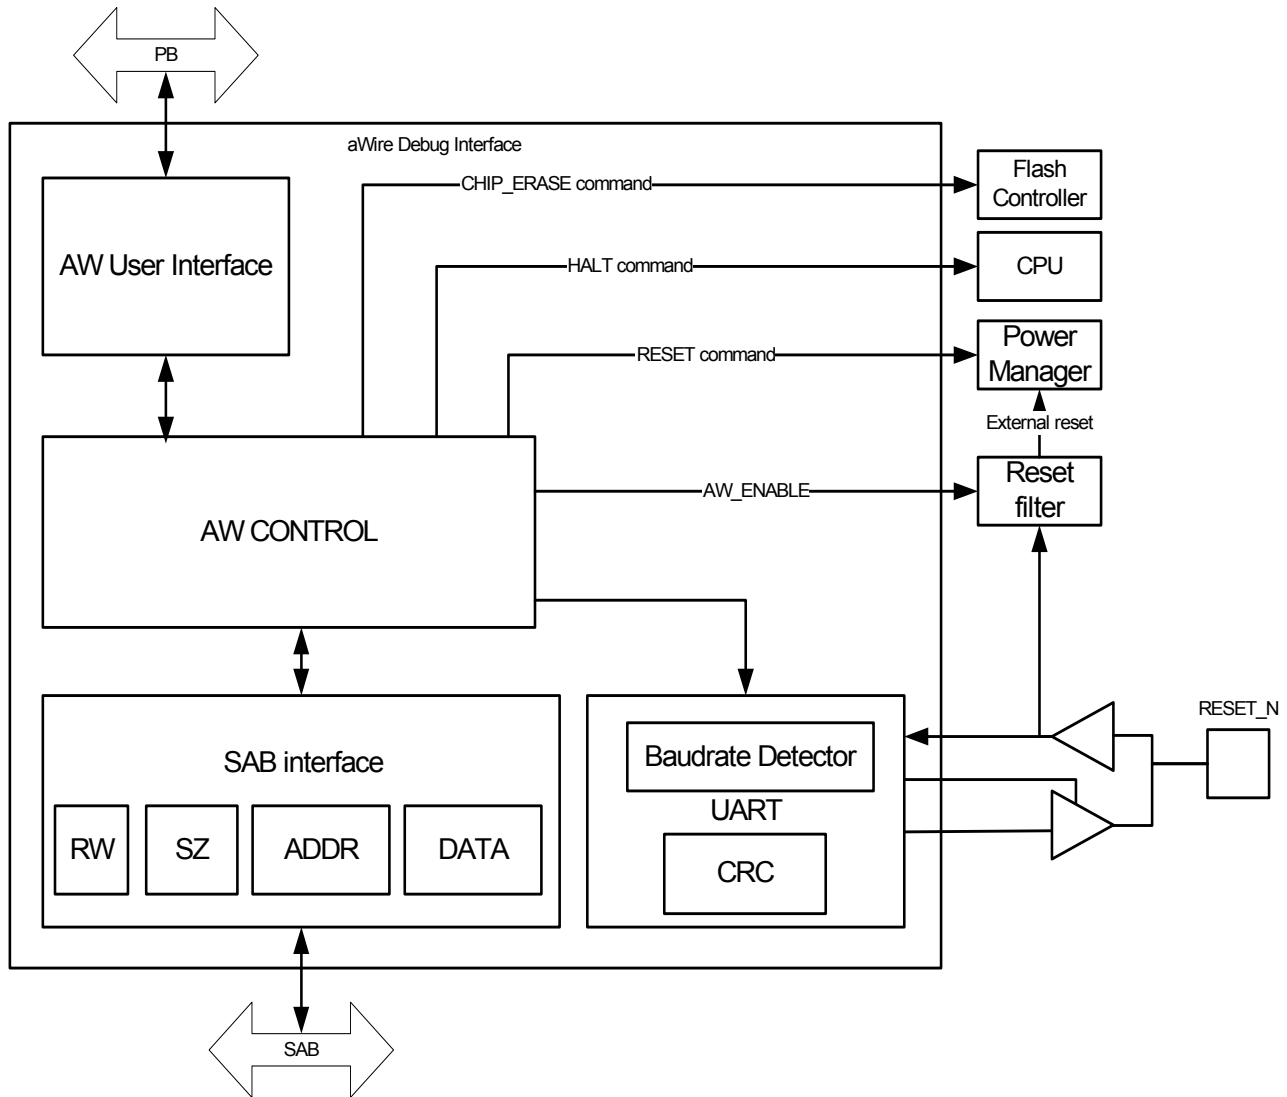 PB
aWire Debug Interface
CHIP_ERASE command
Flash
Controller
AW User Interface
HALT command
CPU
RESET command
Power
Manager
External reset
AW_ENABLE
Reset
filter
AW CONTROL
RESET_N
SAB interface
Baudrate Detector
UART
RW
SZ
ADDR
DATA
CRC
SAB